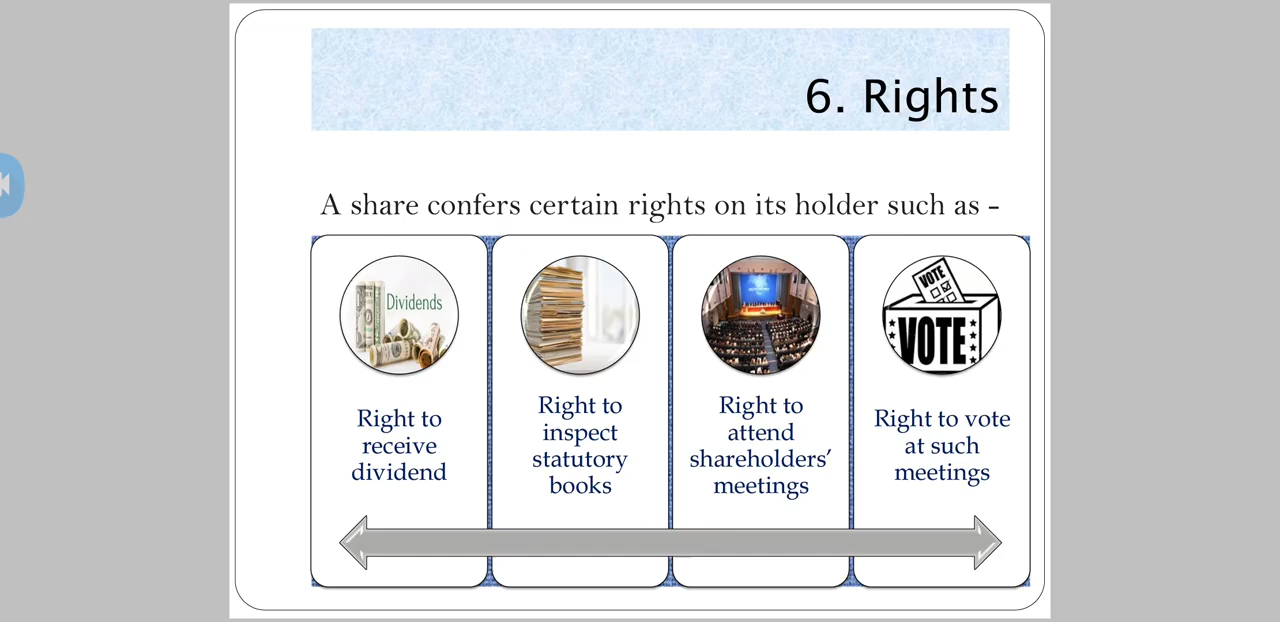 6. Rights
A share confers certain rights on its holder such as -
Dividends
VOTE
VOTE
Right to
receive
dividend
Right to
inspect
statutory
books
Right to
attend
shareholders’
meetings
Right to vote
at such
meetings